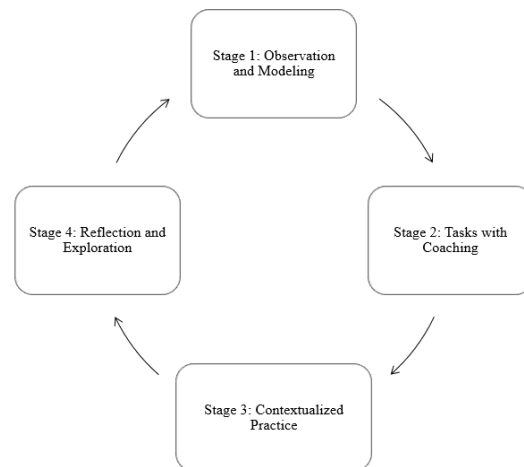 Stage 1: Observation
and Modeling
Stage 2: Tasks with
Coaching
Stage 3: Contextualized
Practice
Stage 4: Reflection and
Exploration